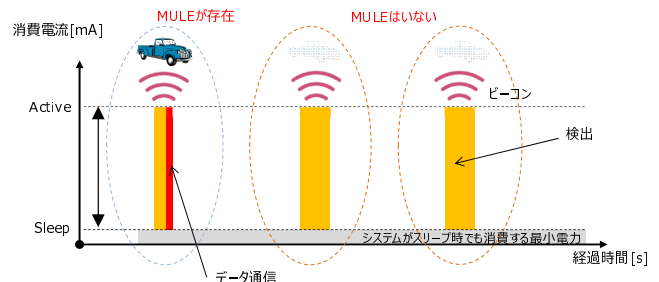 MULEが存在
MULEはいない
消費電流[mA]
ビーコン
Active
検出
Sleep
システムがスリープ時でも消費する最小電力
経過時間[s]
データ通信